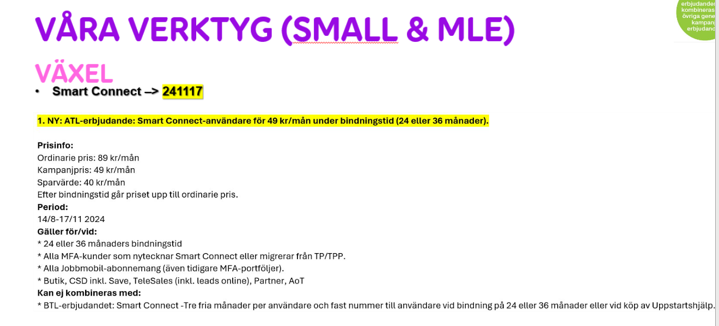 VÅRA VERKTYG (SMALL & MLE)
erbjudandet
kombineras
övriga gene
kampan
erbjudand
VÄXEL
• Smart Connect –> 241117
1. NY: ATL-erbjudande: Smart Connect-användare för 49 kr/mån under bindningstid (24 eller 36 månader).
Prisinfo:
Ordinarie pris: 89 kr/mån
Kampanjpris: 49 kr/mån
Sparvärde: 40 kr/mån
Efter bindningstid går priset upp till ordinarie pris.
Period:
14/8-17/11 2024
Gäller för/vid:
* 24 eller 36 månaders bindningstid
* Alla MFA-kunder som nytecknar Smart Connect eller migrerar från TP/TPP.
* Alla Jobbmobil-abonnemang (även tidigare MFA-portföljer).
* Butik, CSD inkl. Save, TeleSales (inkl. leads online), Partner, AoT
Kan ej kombineras med:
* BTL-erbjudandet: Smart Connect -Tre fria månader per användare och fast nummer till användare vid bindning på 24 eller 36 månader eller vid köp av Uppstartshjälp.